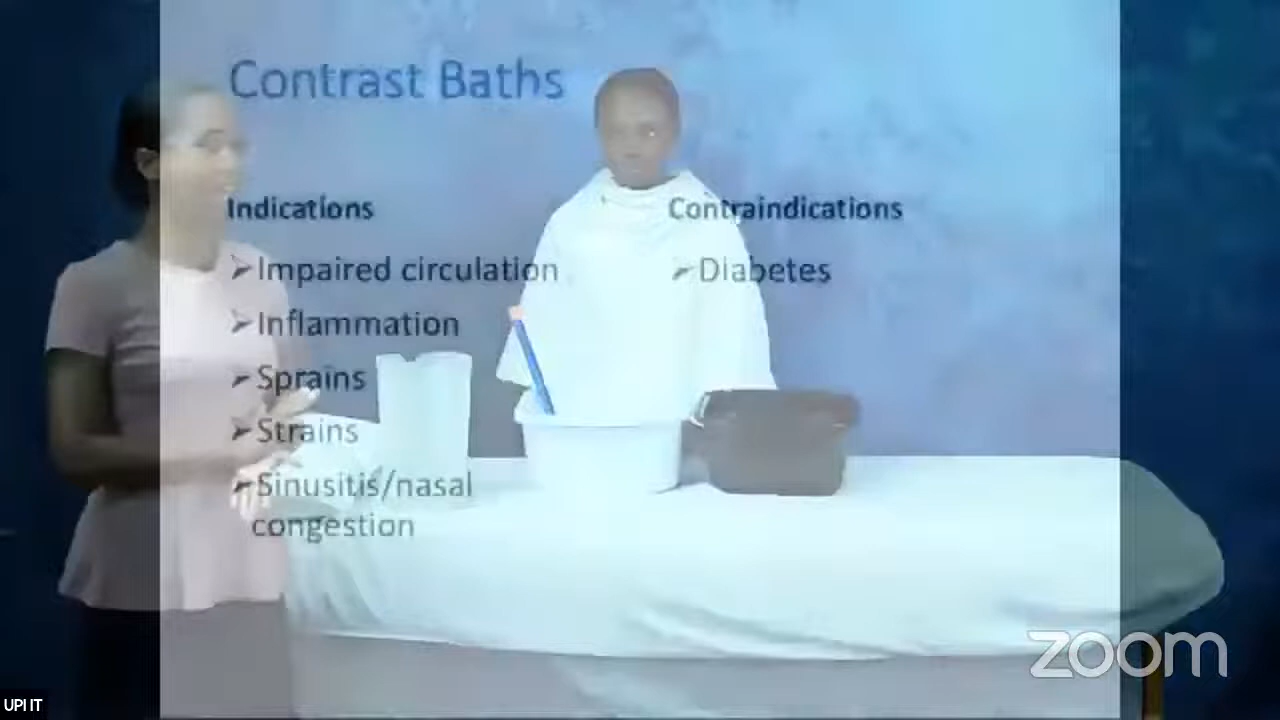 Contrast Baths
Indications
Impaired circulation
Inflammation
Sprains
Strains
Sinusitis/nasal
congestion
Contraindications
Diabetes
zoom
UPI IT